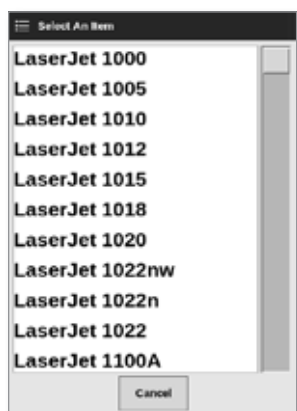 Select An Item
LaserJet 1000
LaserJet 1005
LaserJet 1010
LaserJet 1012
LaserJet 1015
LaserJet 1018
LaserJet 1020
LaserJet 1022nw
LaserJet 1022n
LaserJet 1022
LaserJet 1100A
Cancel